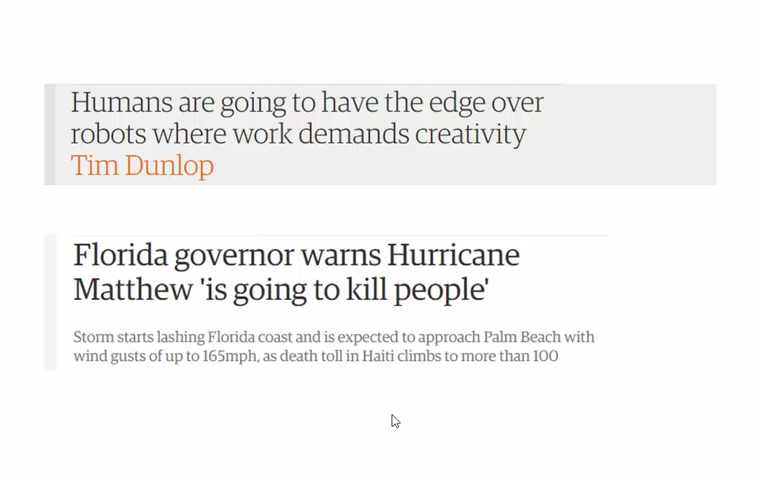 Humans are going to have the edge over
robots where work demands creativity
Tim Dunlop
Florida governor warns Hurricane
Matthew 'is going to kill people'
Storm starts lashing Florida coast and is expected to approach Palm Beach with
wind gusts of up to 165mph, as death toll in Haiti climbs to more than 100